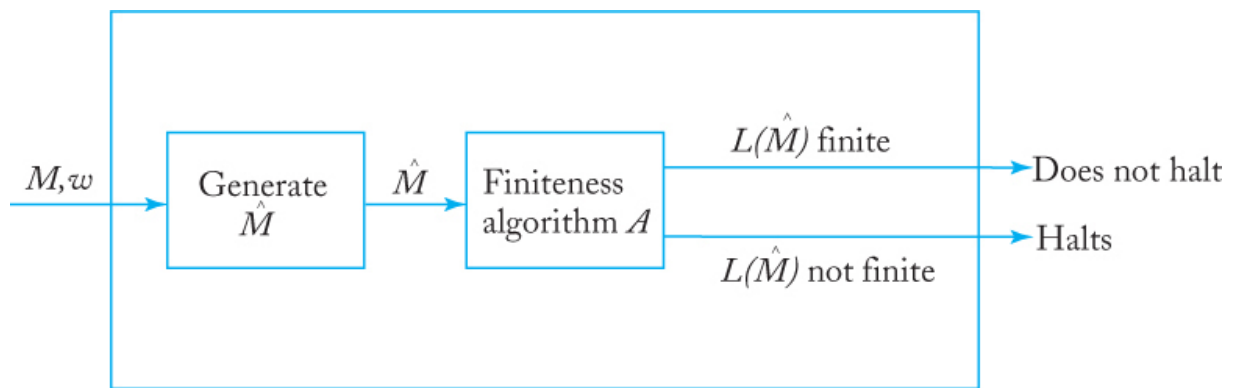 M,w
Generate
M̂
M̂
Finiteness
algorithm A
L(M̂) finite
L(M̂) not finite
Does not halt
Halts